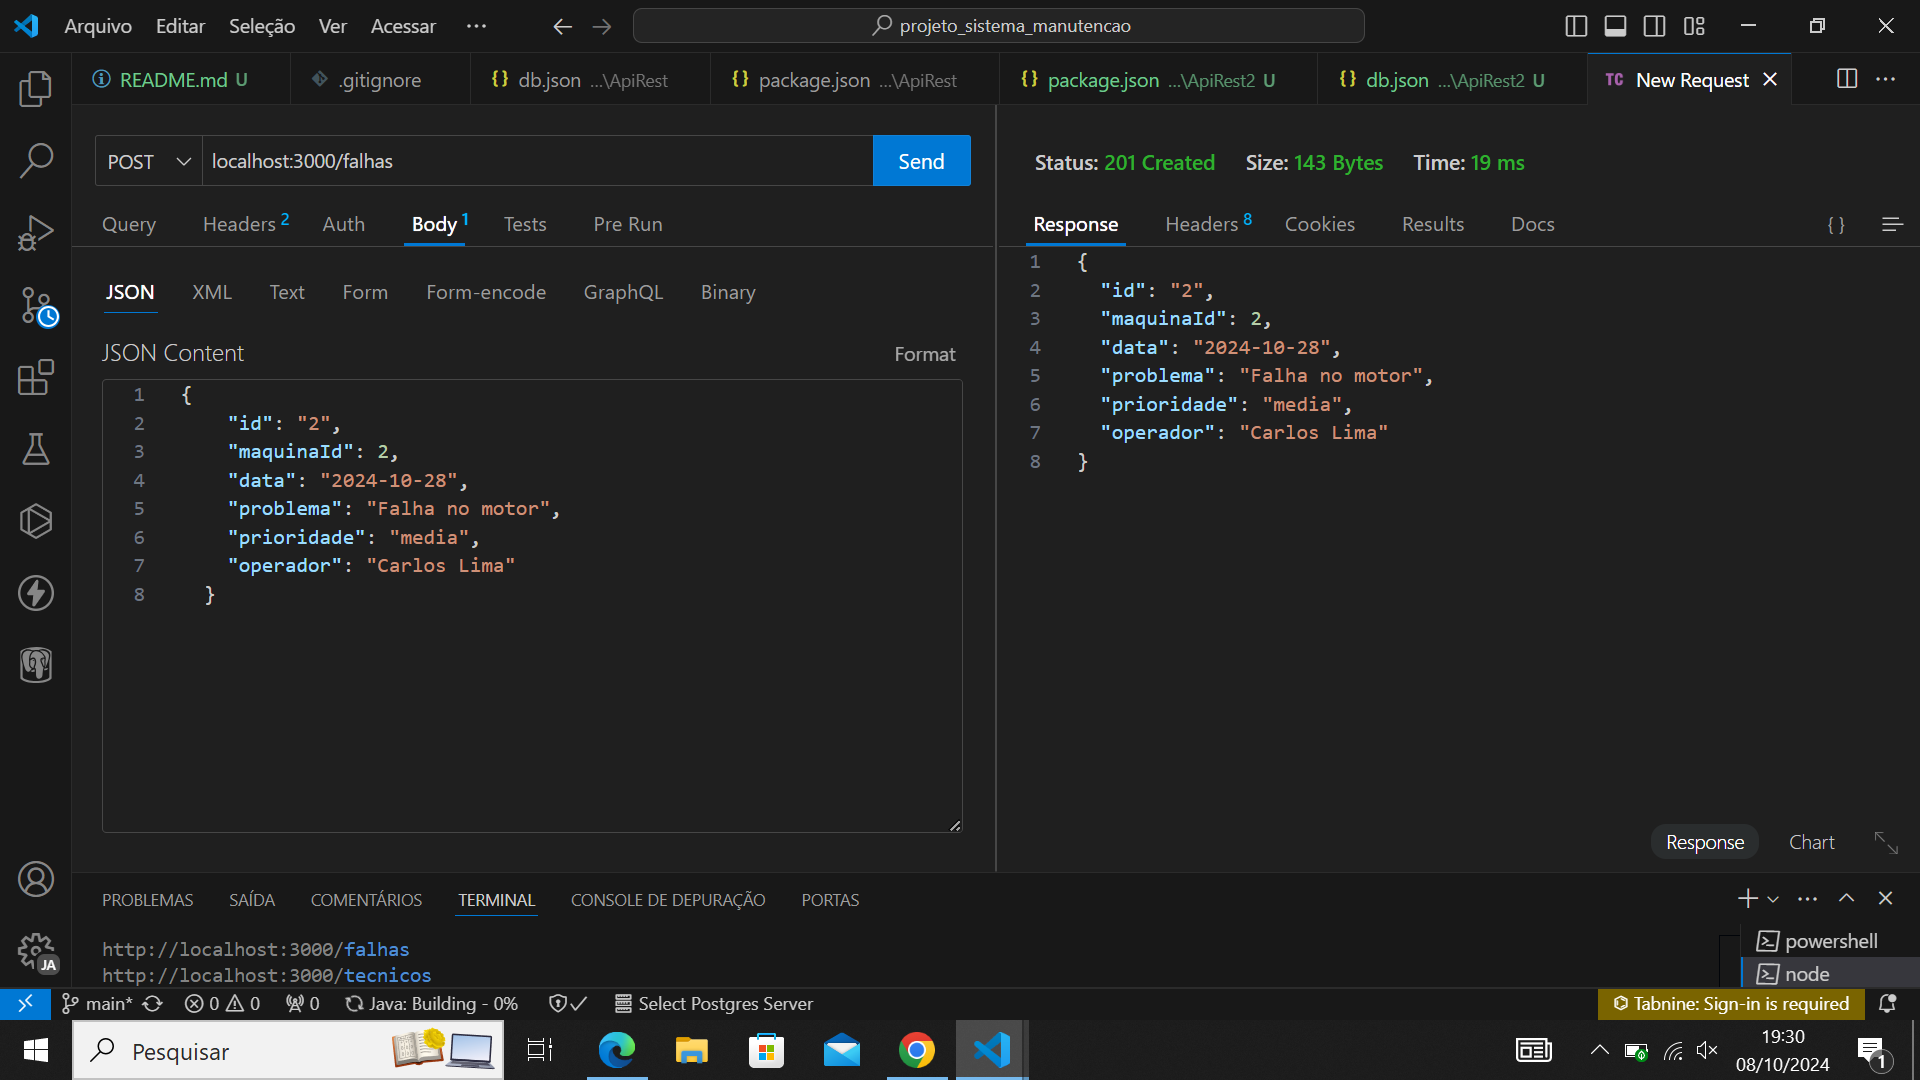 Arquivo Editar Seleção Ver Acessar ··· projeto_sistema_manutencao
README.md U .gitignore {} db.json ...\ApiRest {} package.json ...\ApiRest {} package.json ...\ApiRest2 U {} db.json ...\ApiRest2 U TC New Request
POST localhost:3000/falhas Send
Query Headers 2 Auth Body 1 Tests Pre Run
JSON XML Text Form Form-encode GraphQL Binary
JSON Content Format
1 {
2 "id": "2",
3 "maquinaId": 2,
4 "data": "2024-10-28",
5 "problema": "Falha no motor",
6 "prioridade": "media",
7 "operador": "Carlos Lima"
8 }
Status: 201 Created Size: 143 Bytes Time: 19 ms
Response Headers 8 Cookies Results Docs { }
1 {
2 "id": "2",
3 "maquinaId": 2,
4 "data": "2024-10-28",
5 "problema": "Falha no motor",
6 "prioridade": "media",
7 "operador": "Carlos Lima"
8 }
Response Chart
PROBLEMAS SAÍDA COMENTÁRIOS TERMINAL CONSOLE DE DEPURAÇÃO PORTAS
http://localhost:3000/falhas
http://localhost:3000/tecnicos
powershell
node
JA
main* 0 0 0 Java: Building - 0% Select Postgres Server Tabnine: Sign-in is required
Pesquisar
19:30
08/10/2024
1